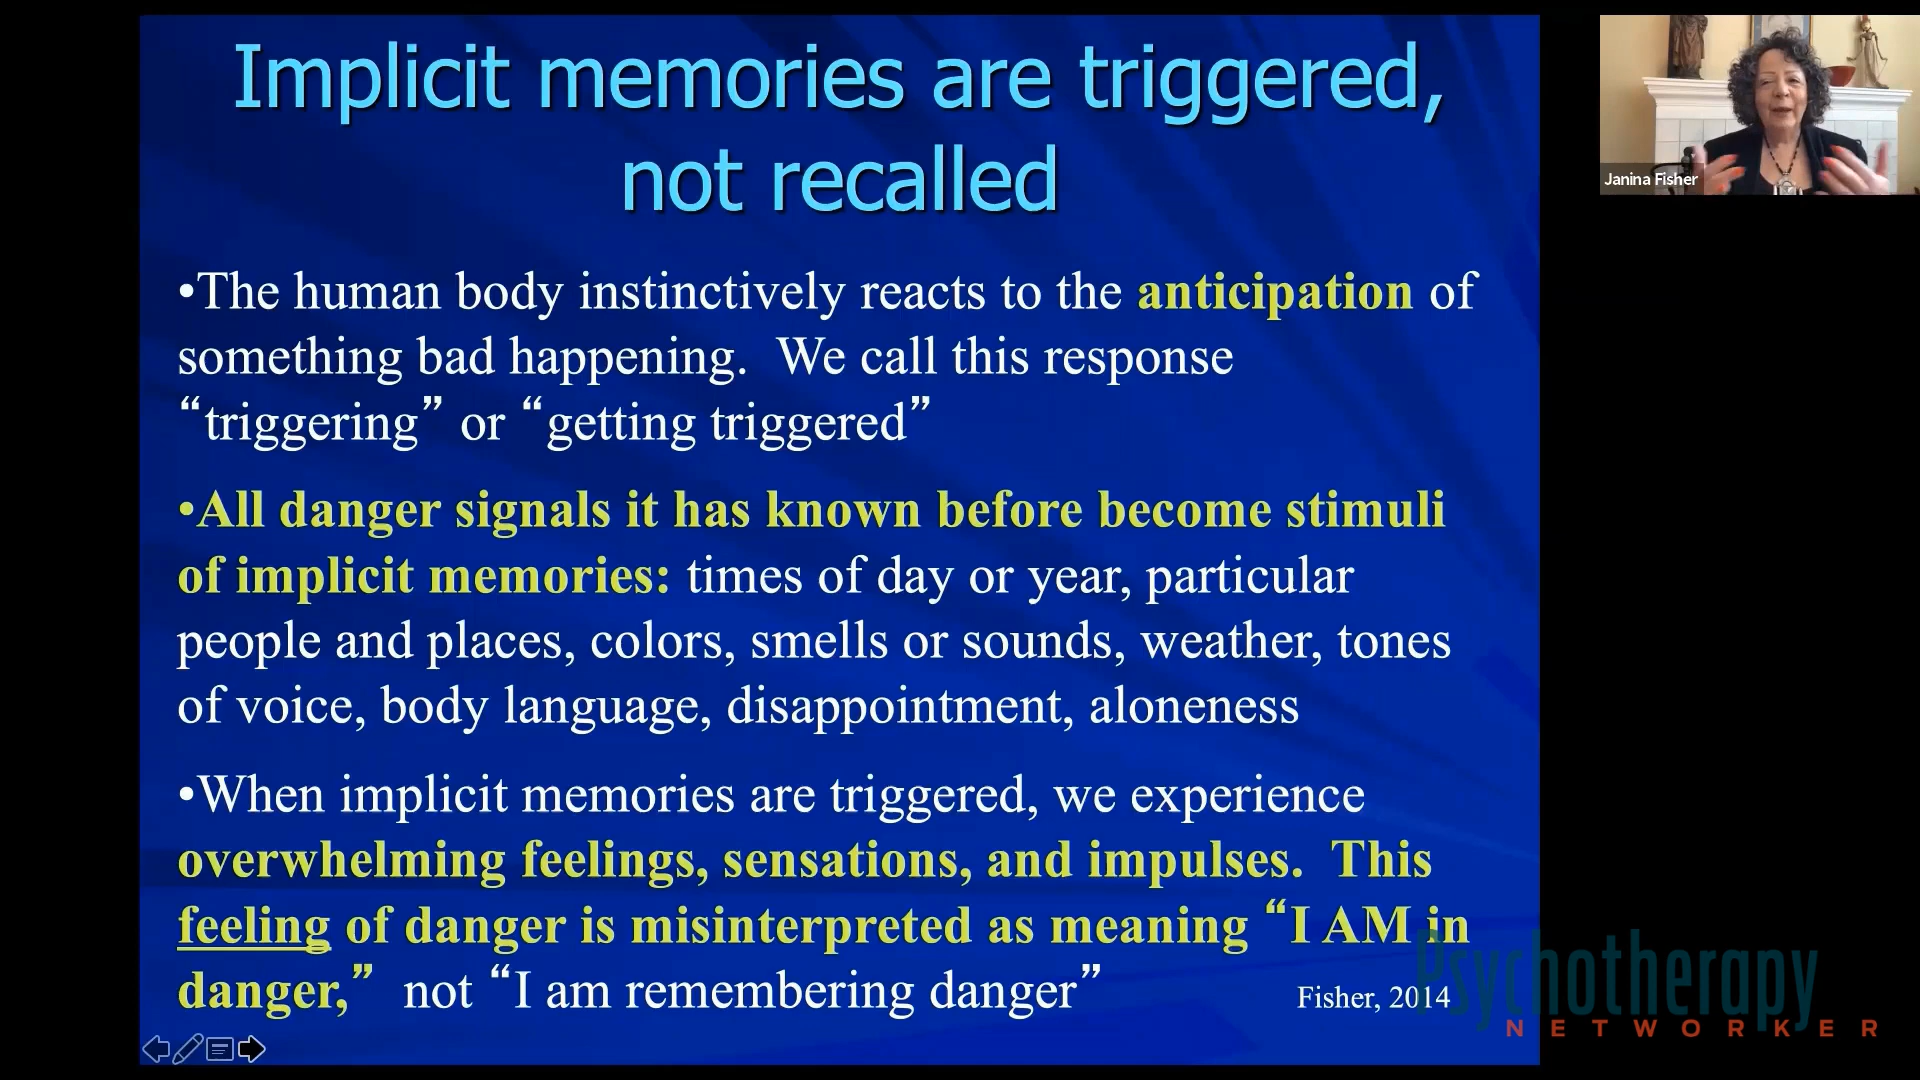 Implicit memories are triggered,
not recalled
•The human body instinctively reacts to the anticipation of
something bad happening.  We call this response
“triggering” or “getting triggered”
•All danger signals it has known before become stimuli
of implicit memories: times of day or year, particular
people and places, colors, smells or sounds, weather, tones
of voice, body language, disappointment, aloneness
•When implicit memories are triggered, we experience
overwhelming feelings, sensations, and impulses.  This
feeling of danger is misinterpreted as meaning “I AM in
danger,”  not “I am remembering danger”
Fisher, 2014
Janina Fisher
Psychotherapy
NETWORKER